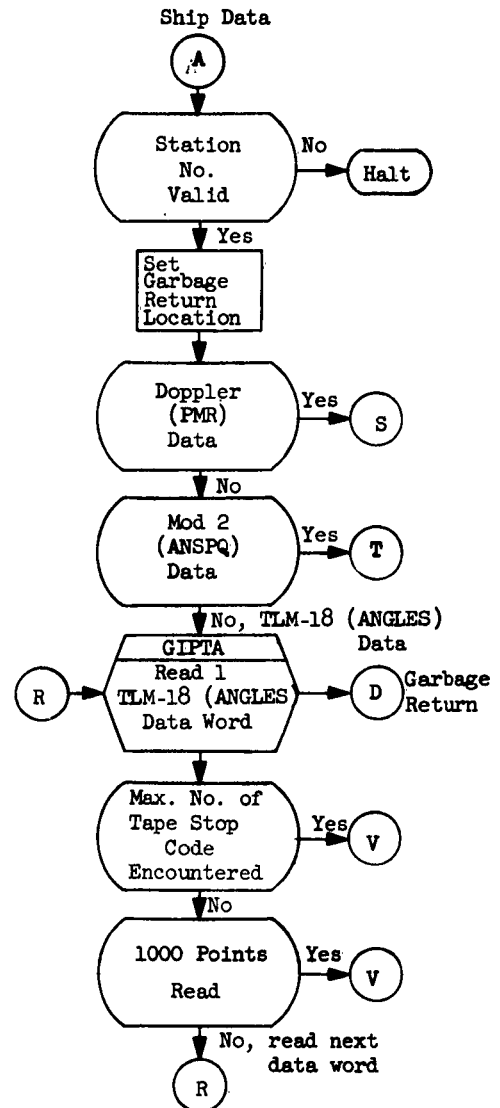 Ship Data
A
Station
No.
Valid
No
Halt
Yes
Set
Garbage
Return
Location
Doppler
(PMR)
Data
Yes
S
No
Mod 2
(ANSPQ)
Data
Yes
T
No, TLM-18 (ANGLES)
Data
GIPTA
R
Read 1
TLM-18 (ANGLES
Data Word
D
Garbage
Return
Max. No. of
Tape Stop
Code
Encountered
Yes
V
No
1000 Points
Read
Yes
V
No, read next
data word
R